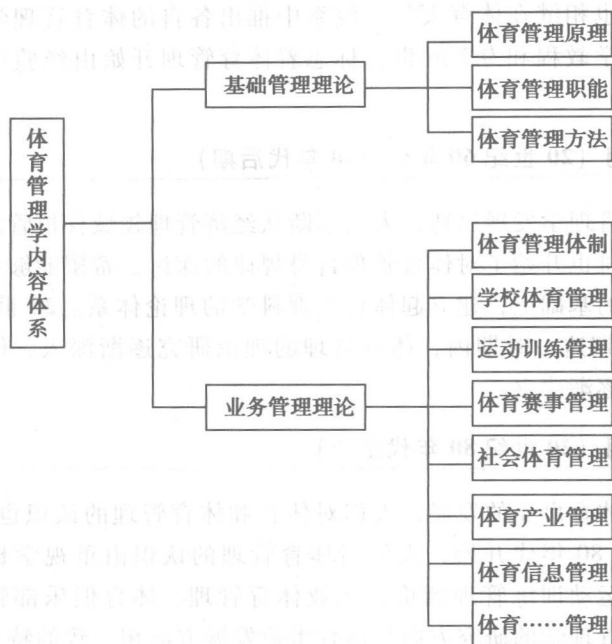 体育管理学内容体系
基础管理理论
体育管理原理
体育管理职能
体育管理方法
业务管理理论
体育管理体制
学校体育管理
运动训练管理
体育赛事管理
社会体育管理
体育产业管理
体育信息管理
体育……管理